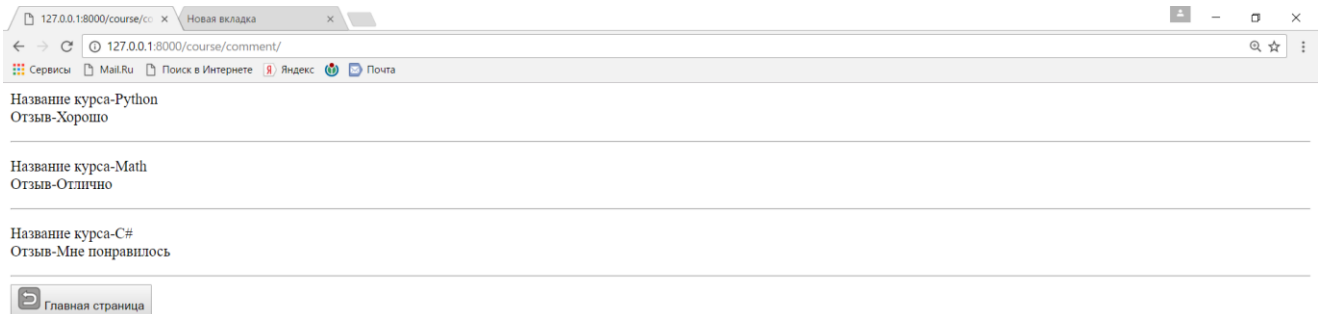 127.0.0.1:8000/course/co
Новая вкладка
127.0.0.1:8000/course/comment/
Сервисы Mail.Ru Поиск в Интернете Я Яндекс Почта
Название курса-Python
Отзыв-Хорошо
Название курса-Math
Отзыв-Отлично
Название курса-C#
Отзыв-Мне понравилось
Главная страница